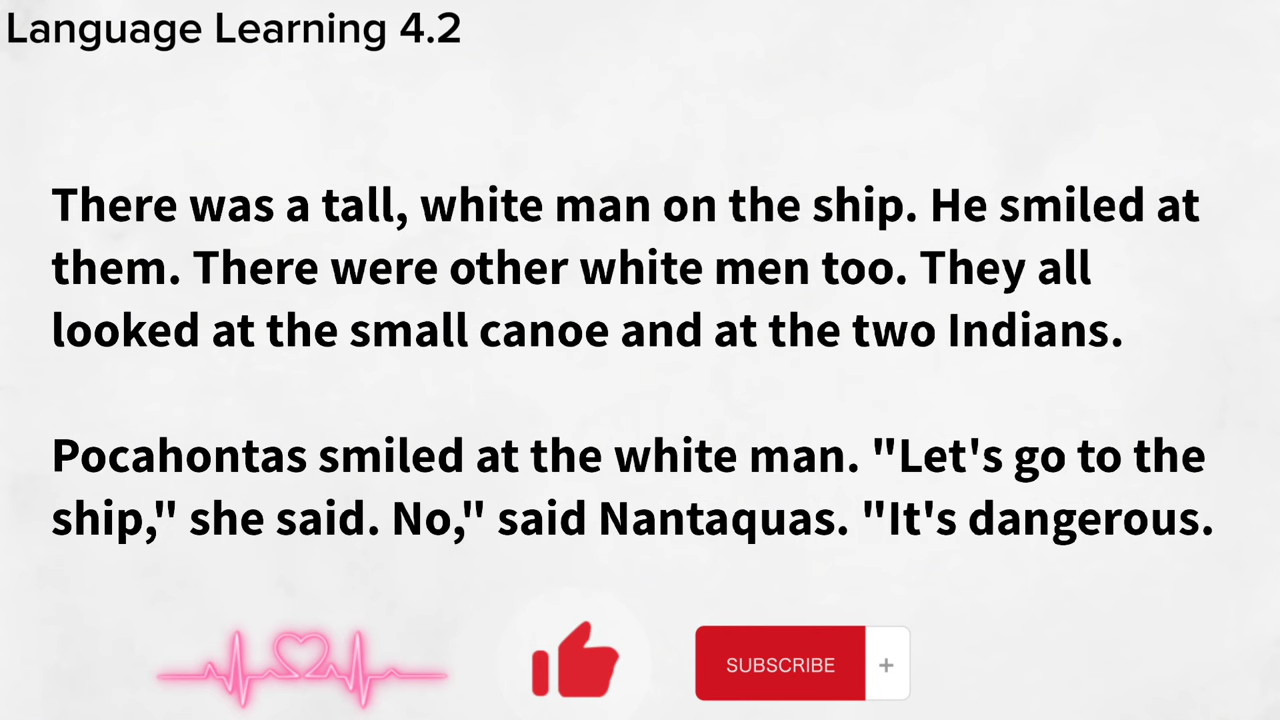 Language Learning 4.2
There was a tall, white man on the ship. He smiled at
them. There were other white men too. They all
looked at the small canoe and at the two Indians.
Pocahontas smiled at the white man. "Let's go to the
ship," she said. No," said Nantaquas. "It's dangerous.
SUBSCRIBE +